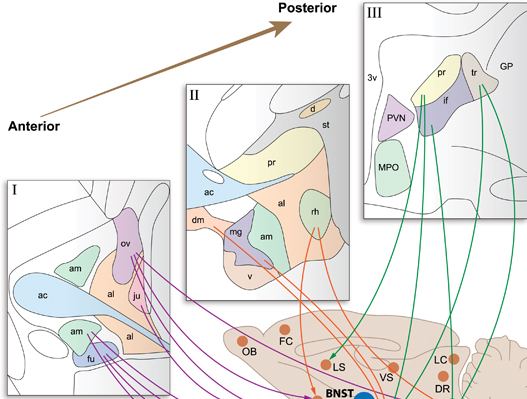 Posterior
Anterior
III
3v
pr
tr
GP
if
PVN
MPO
II
d
st
pr
ac
al
dm
rh
mg
am
v
I
ov
am
ac
al
ju
am
al
fu
OB
FC
LS
VS
LC
DR
BNST